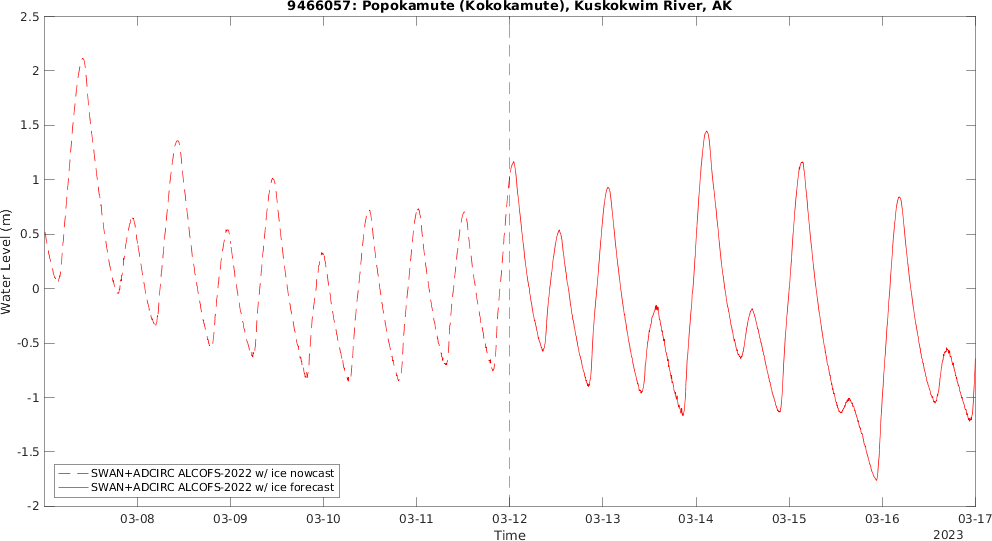 9466057: Popokamute (Kokokamute), Kuskokwim River, AK
2.5
2
1.5
1
0.5
0
-0.5
-1
-1.5
-2
Water Level (m)
SWAN+ADCIRC ALCOFS-2022 w/ ice nowcast
SWAN+ADCIRC ALCOFS-2022 w/ ice forecast
03-08 03-09 03-10 03-11 03-12 03-13 03-14 03-15 03-16 03-17
Time
2023